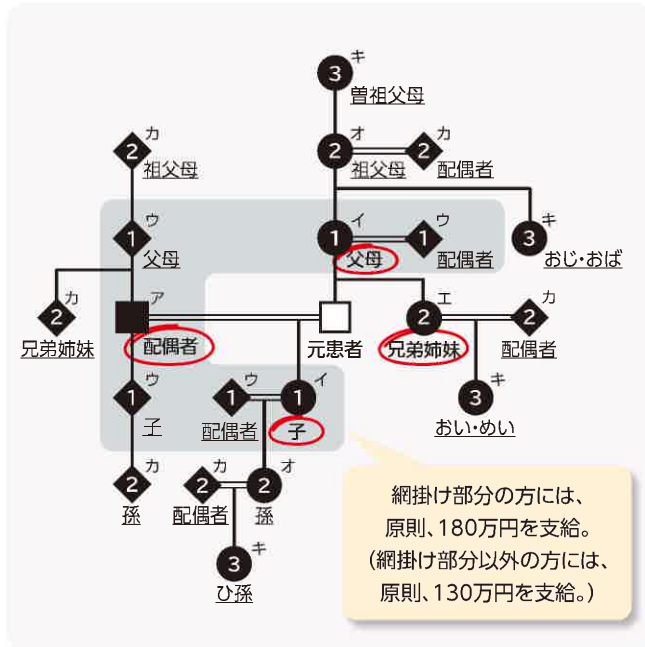 3 キ
曽祖父母
2 カ
祖父母
2 オ
祖父母
2 カ
配偶者
1 ウ
父母
1 イ
父母
1 ウ
配偶者
3 キ
おじ・おば
2 カ
兄弟姉妹
ア
配偶者
元患者
2 エ
兄弟姉妹
2 カ
配偶者
1 ウ
子
1 ウ
配偶者
1 イ
子
3 キ
おい・めい
2 カ
孫
2 カ
配偶者
2 オ
孫
3 キ
ひ孫
網掛け部分の方には、
原則、180万円を支給。
（網掛け部分以外の方には、
原則、130万円を支給。）